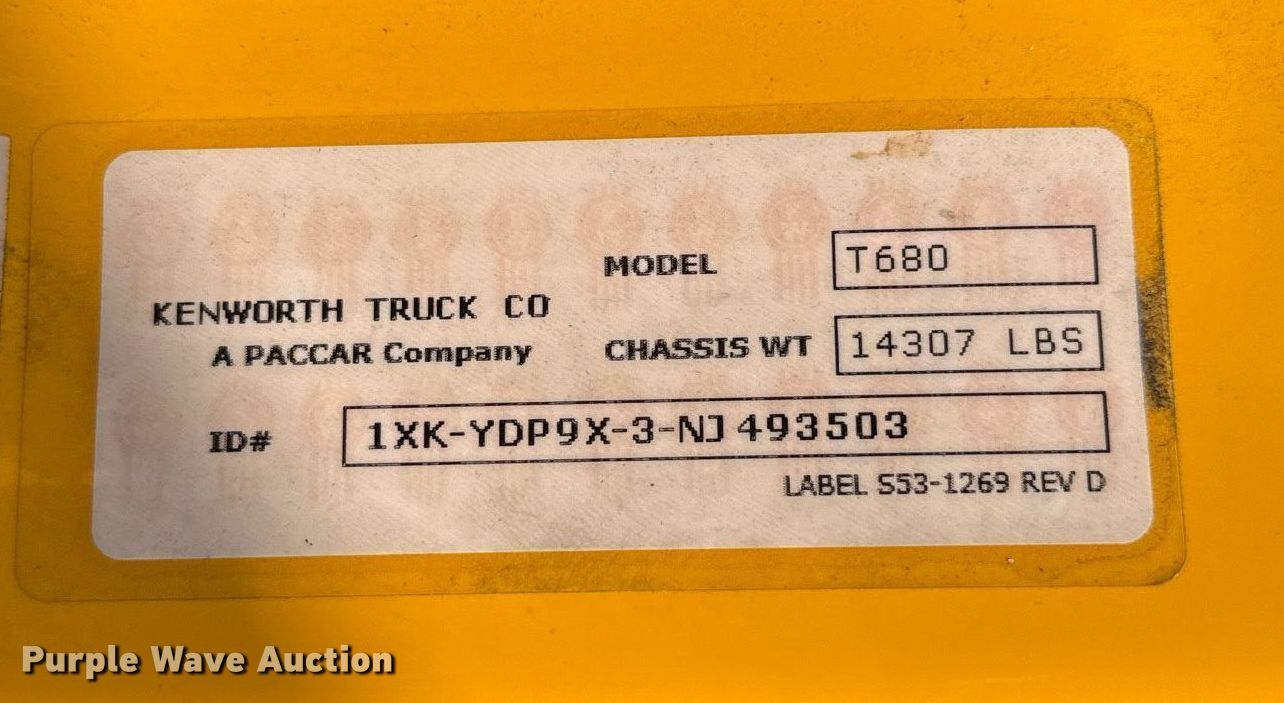 MODEL T680
KENWORTH TRUCK CO
A PACCAR Company
CHASSIS WT 14307 LBS
ID# 1XK-YDP9X-3-NJ493503
LABEL S53-1269 REV D
Purple Wave Auction